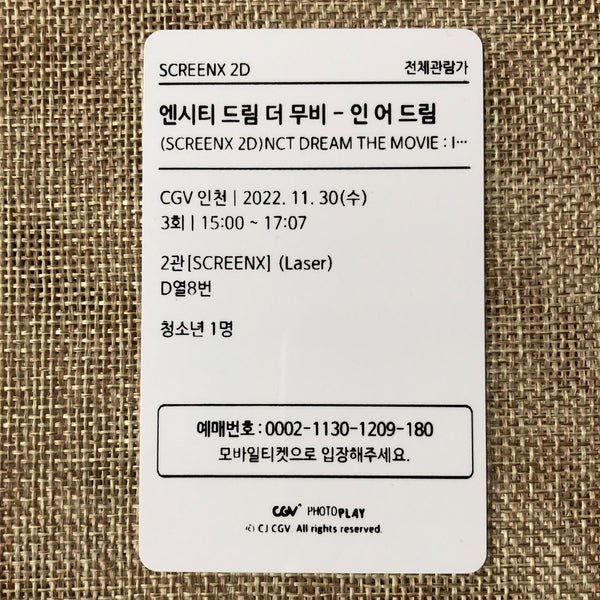 SCREENX 2D 전체관람가
엔시티 드림 더 무비 - 인 어 드림
(SCREENX 2D)NCT DREAM THE MOVIE : I···
CGV 인천 | 2022. 11. 30(수)
3회 | 15:00 ~ 17:07
2관[SCREENX] (Laser)
D열8번
청소년 1명
예매번호 : 0002-1130-1209-180
모바일티켓으로 입장해주세요.
CGV PHOTOPLAY
© CJ CGV. All rights reserved.